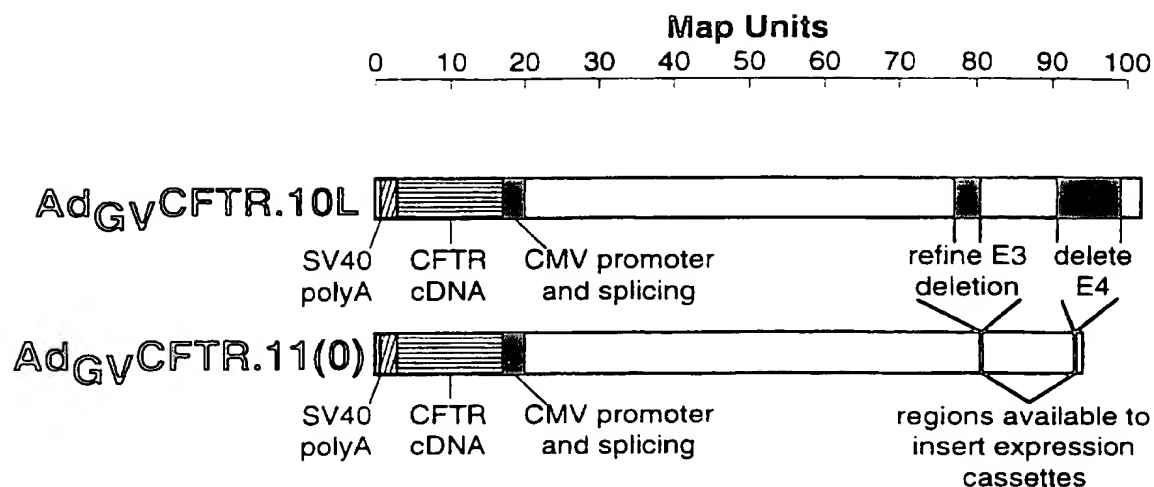 Map Units
0 10 20 30 40 50 60 70 80 90 100
AdGVCFTR.10L
SV40 polyA
CFTR cDNA
CMV promoter and splicing
refine E3 deletion
delete E4
AdGVCFTR.11(0)
SV40 polyA
CFTR cDNA
CMV promoter and splicing
regions available to insert expression cassettes